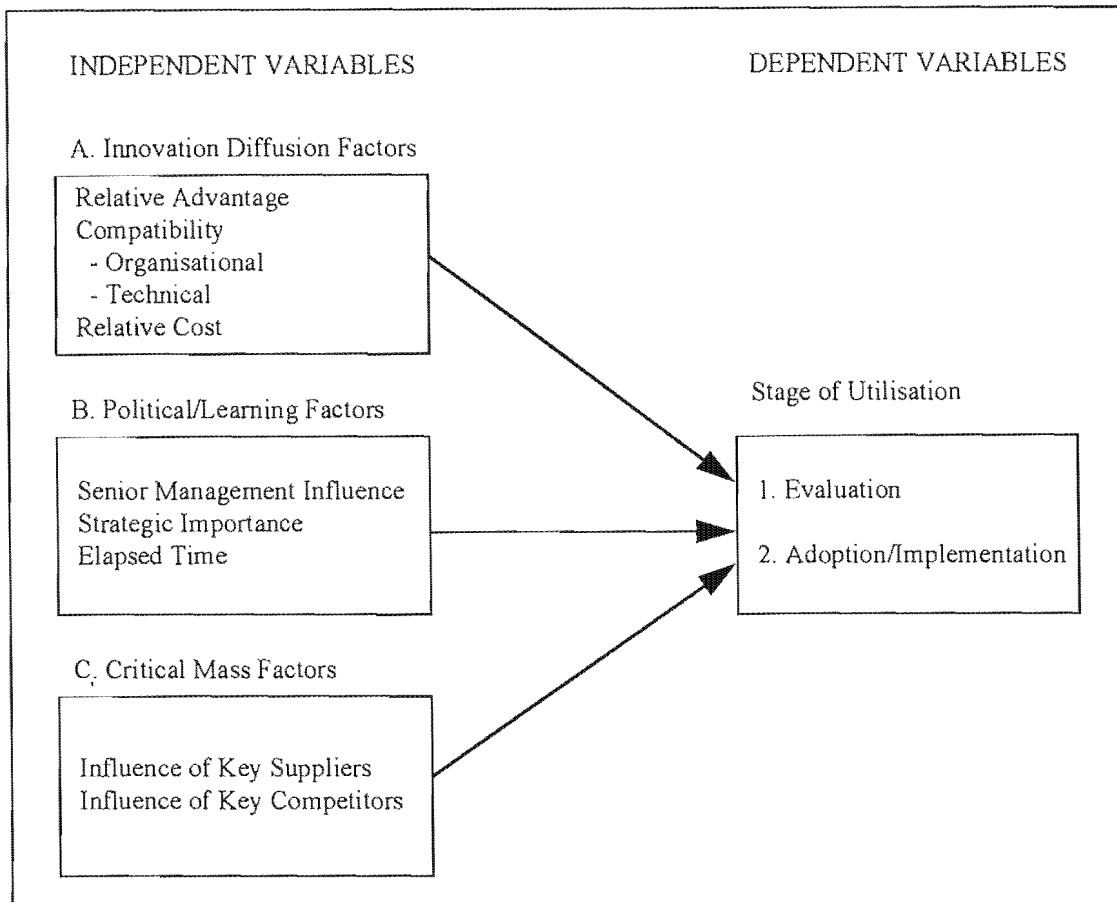 INDEPENDENT VARIABLES
DEPENDENT VARIABLES
A. Innovation Diffusion Factors
Relative Advantage
Compatibility
- Organisational
- Technical
Relative Cost
B. Political/Learning Factors
Senior Management Influence
Strategic Importance
Elapsed Time
C. Critical Mass Factors
Influence of Key Suppliers
Influence of Key Competitors
Stage of Utilisation
1. Evaluation
2. Adoption/Implementation